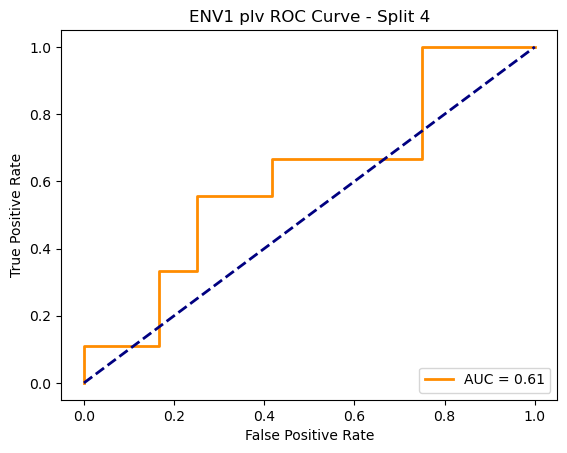 ENV1 plv ROC Curve - Split 4
True Positive Rate
1.0
0.8
0.6
0.4
0.2
0.0
AUC = 0.61
0.0 0.2 0.4 0.6 0.8 1.0
False Positive Rate